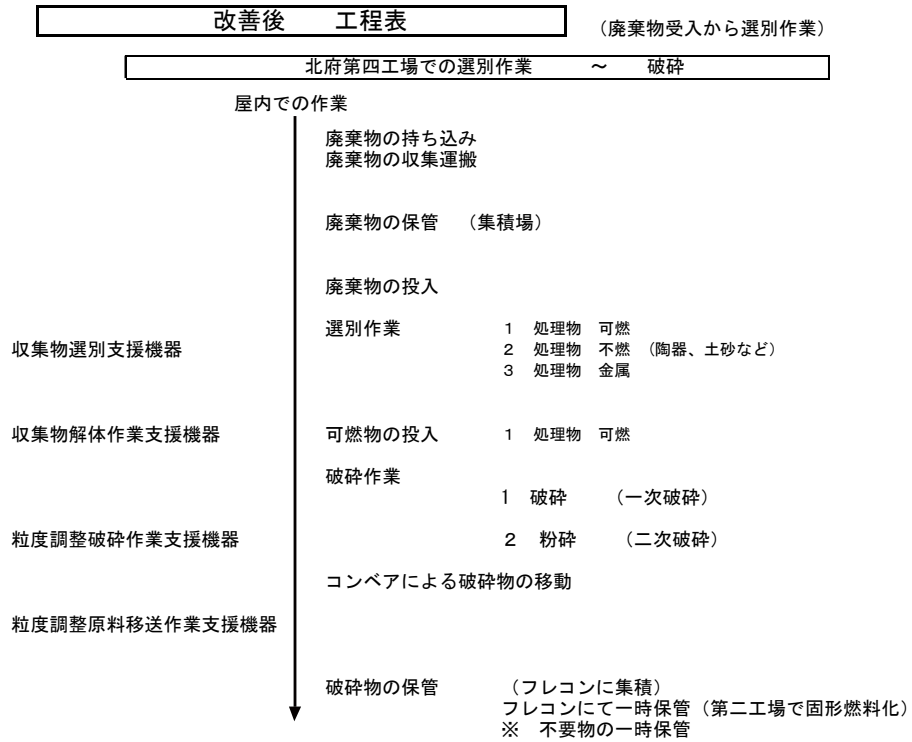 改善後　　工程表　　（廃棄物受入から選別作業）
北府第四工場での選別作業　　～　　破砕
屋内での作業
廃棄物の持ち込み
廃棄物の収集運搬
廃棄物の保管　（集積場）
廃棄物の投入
選別作業　　１　処理物　可燃
収集物選別支援機器　　２　処理物　不燃　（陶器、土砂など）
３　処理物　金属
収集物解体作業支援機器　　可燃物の投入　　１　処理物　可燃
破砕作業
１　破砕　　（一次破砕）
粒度調整破砕作業支援機器　　２　粉砕　　（二次破砕）
コンベアによる破砕物の移動
粒度調整原料移送作業支援機器
破砕物の保管　　（フレコンに集積）
フレコンにて一時保管（第二工場で固形燃料化）
※　不要物の一時保管